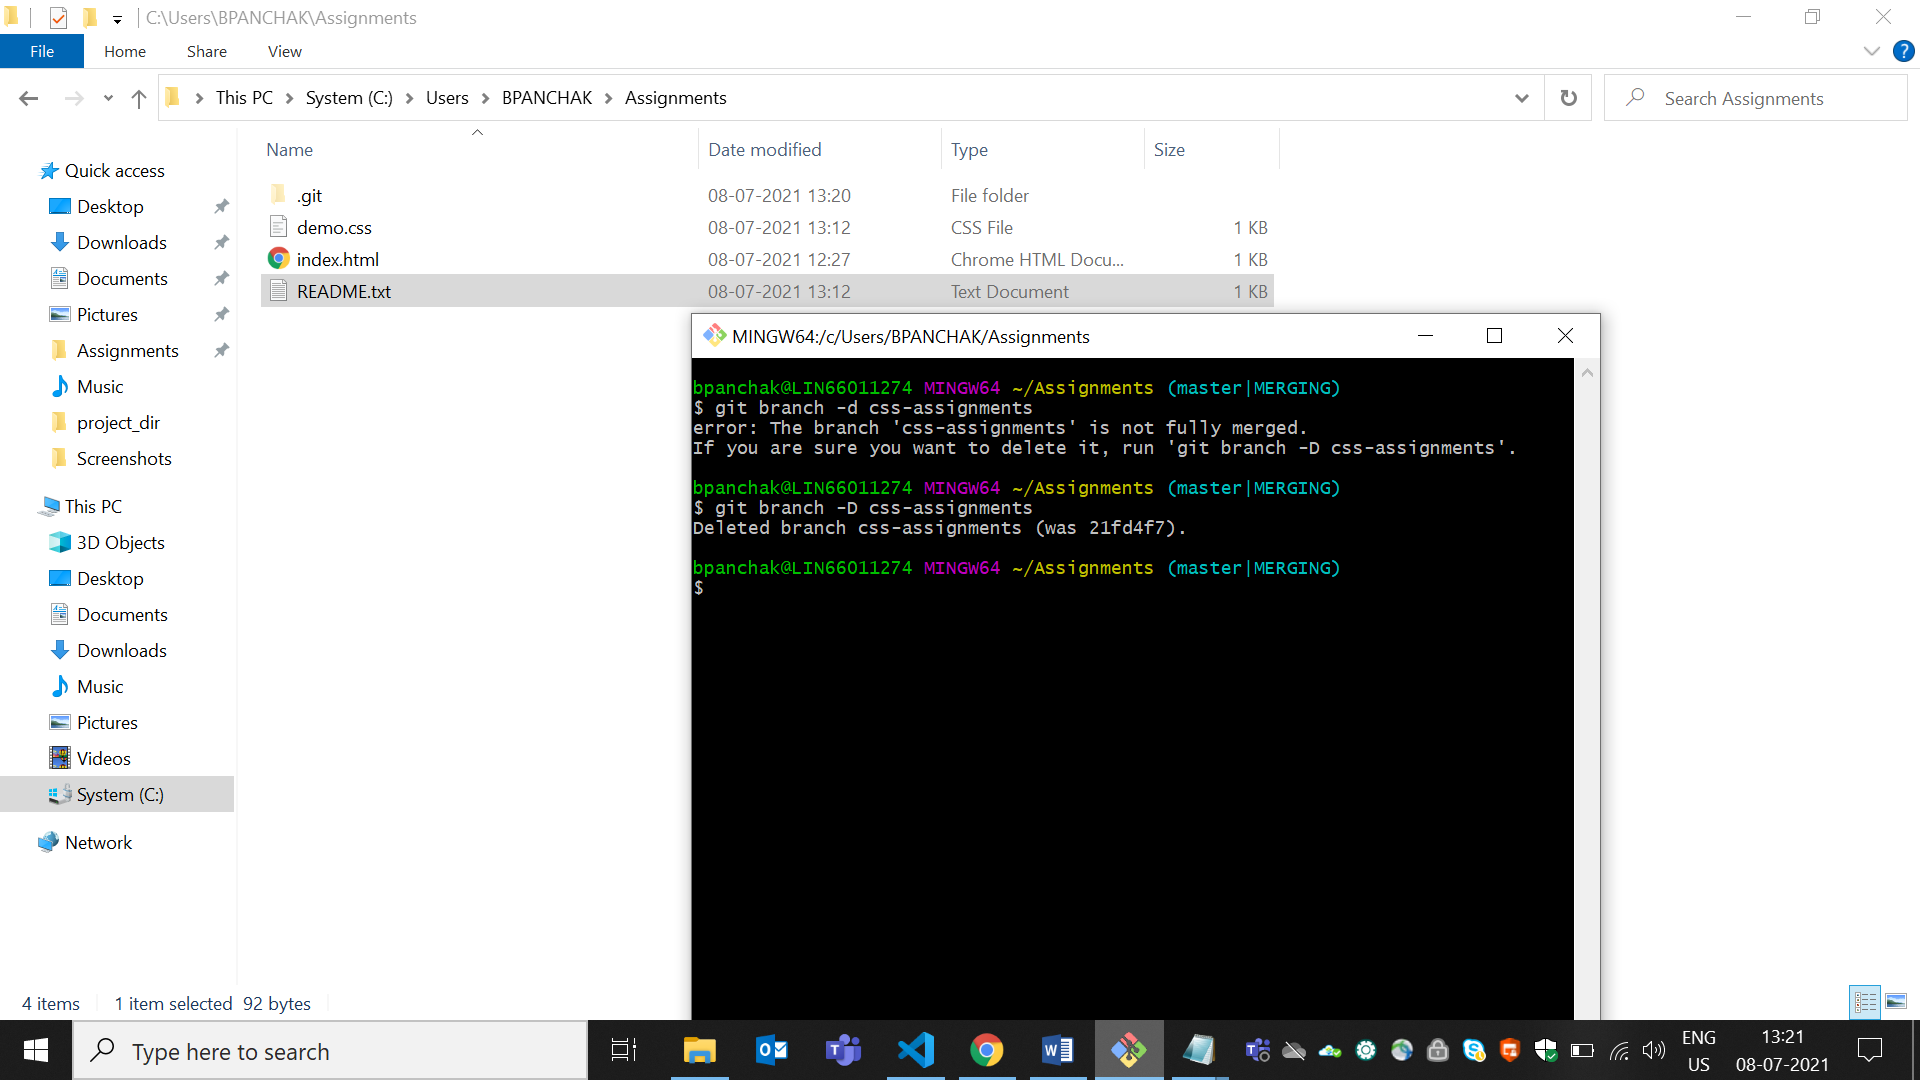 C:\Users\BPANCHAK\Assignments
File Home Share View
This PC System (C:) Users BPANCHAK Assignments
Search Assignments
Name Date modified Type Size
.git 08-07-2021 13:20 File folder
demo.css 08-07-2021 13:12 CSS File 1 KB
index.html 08-07-2021 12:27 Chrome HTML Docu... 1 KB
README.txt 08-07-2021 13:12 Text Document 1 KB
Quick access
Desktop
Downloads
Documents
Pictures
Assignments
Music
project_dir
Screenshots
This PC
3D Objects
Desktop
Documents
Downloads
Music
Pictures
Videos
System (C:)
Network
MINGW64:/c/Users/BPANCHAK/Assignments
bpanchak@LIN66011274 MINGW64 ~/Assignments (master|MERGING)
$ git branch -d css-assignments
error: The branch 'css-assignments' is not fully merged.
If you are sure you want to delete it, run 'git branch -D css-assignments'.
bpanchak@LIN66011274 MINGW64 ~/Assignments (master|MERGING)
$ git branch -D css-assignments
Deleted branch css-assignments (was 21fd4f7).
bpanchak@LIN66011274 MINGW64 ~/Assignments (master|MERGING)
$
4 items 1 item selected 92 bytes
Type here to search
ENG
US
13:21
08-07-2021